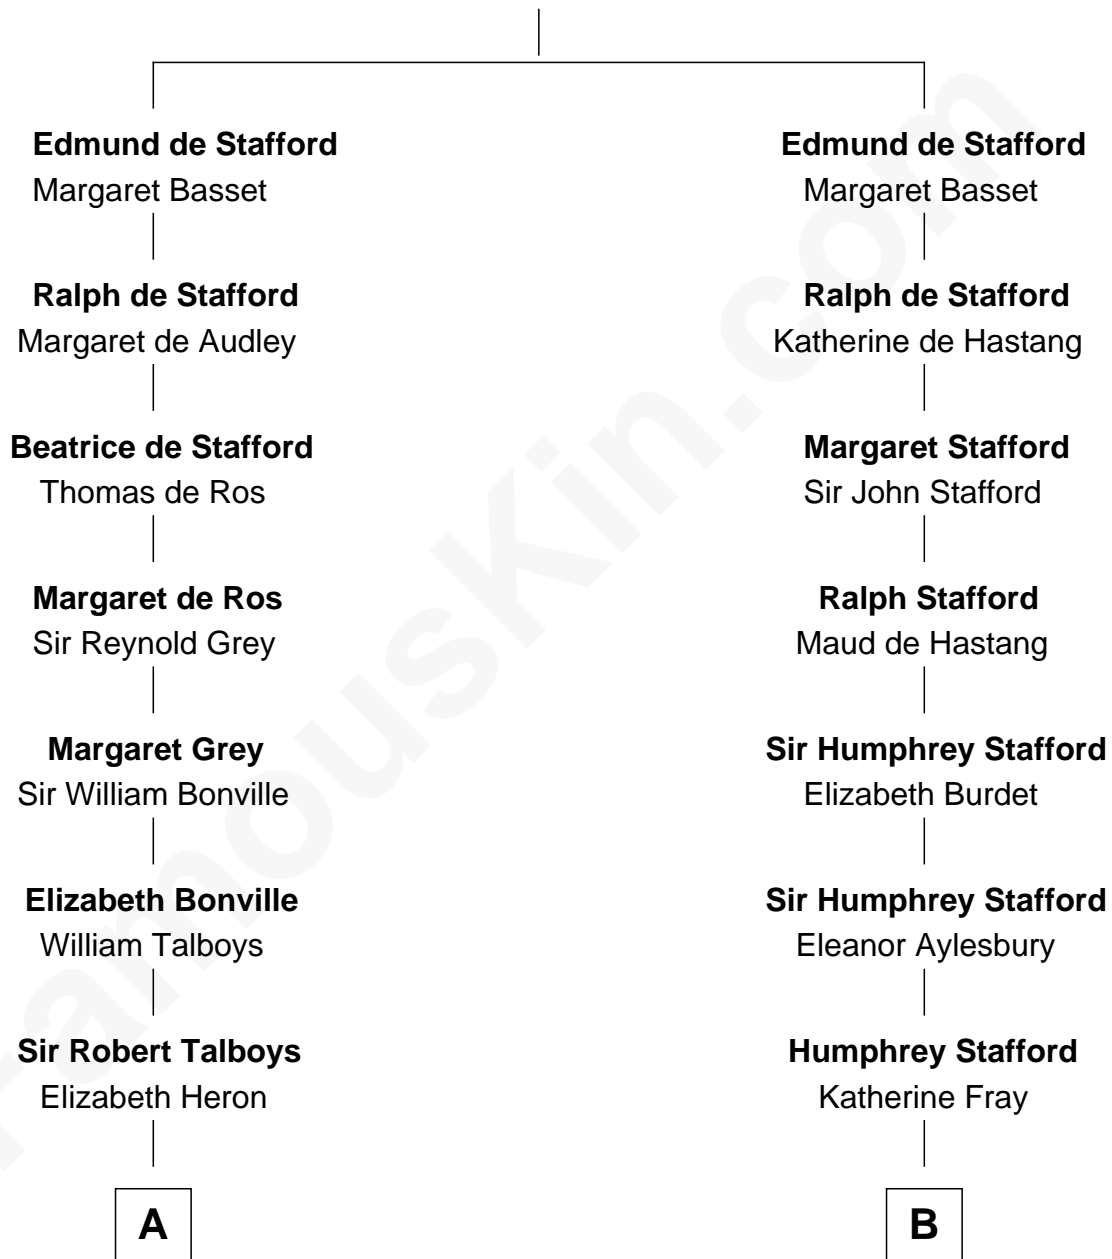 Edmund de Stafford
Margaret Basset
Ralph de Stafford
Margaret de Audley
Beatrice de Stafford
Thomas de Ros
Margaret de Ros
Sir Reynold Grey
Margaret Grey
Sir William Bonville
Elizabeth Bonville
William Talboys
Sir Robert Talboys
Elizabeth Heron
A
Edmund de Stafford
Margaret Basset
Ralph de Stafford
Katherine de Hastang
Margaret Stafford
Sir John Stafford
Ralph Stafford
Maud de Hastang
Sir Humphrey Stafford
Elizabeth Burdet
Sir Humphrey Stafford
Eleanor Aylesbury
Humphrey Stafford
Katherine Fray
B
FamousKin.com